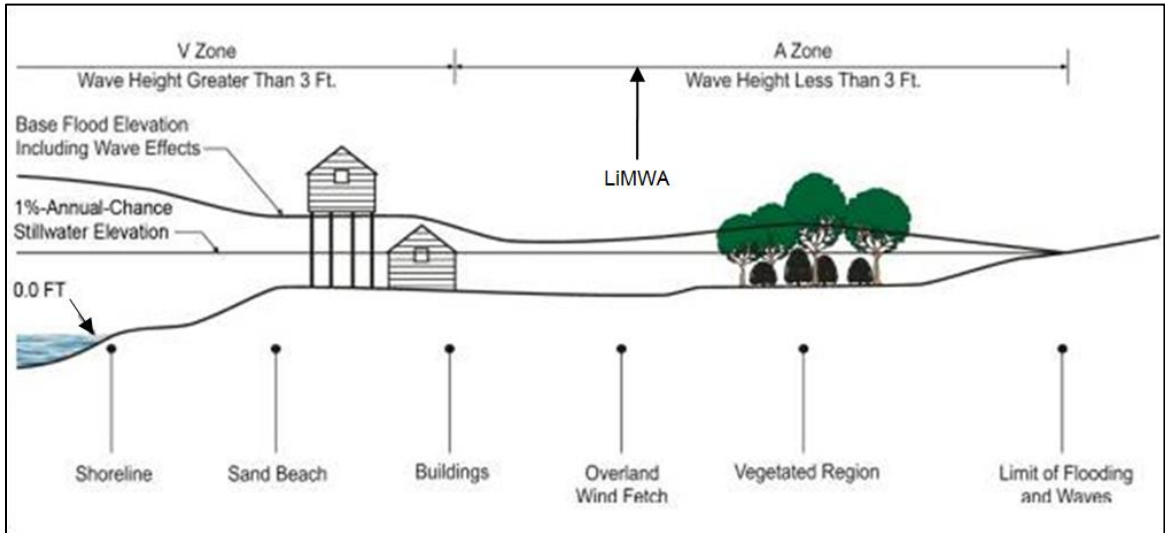 V Zone
Wave Height Greater Than 3 Ft.
A Zone
Wave Height Less Than 3 Ft.
Base Flood Elevation
Including Wave Effects
LiMWA
1%-Annual-Chance
Stillwater Elevation
0.0 FT
Shoreline
Sand Beach
Buildings
Overland
Wind Fetch
Vegetated Region
Limit of Flooding
and Waves